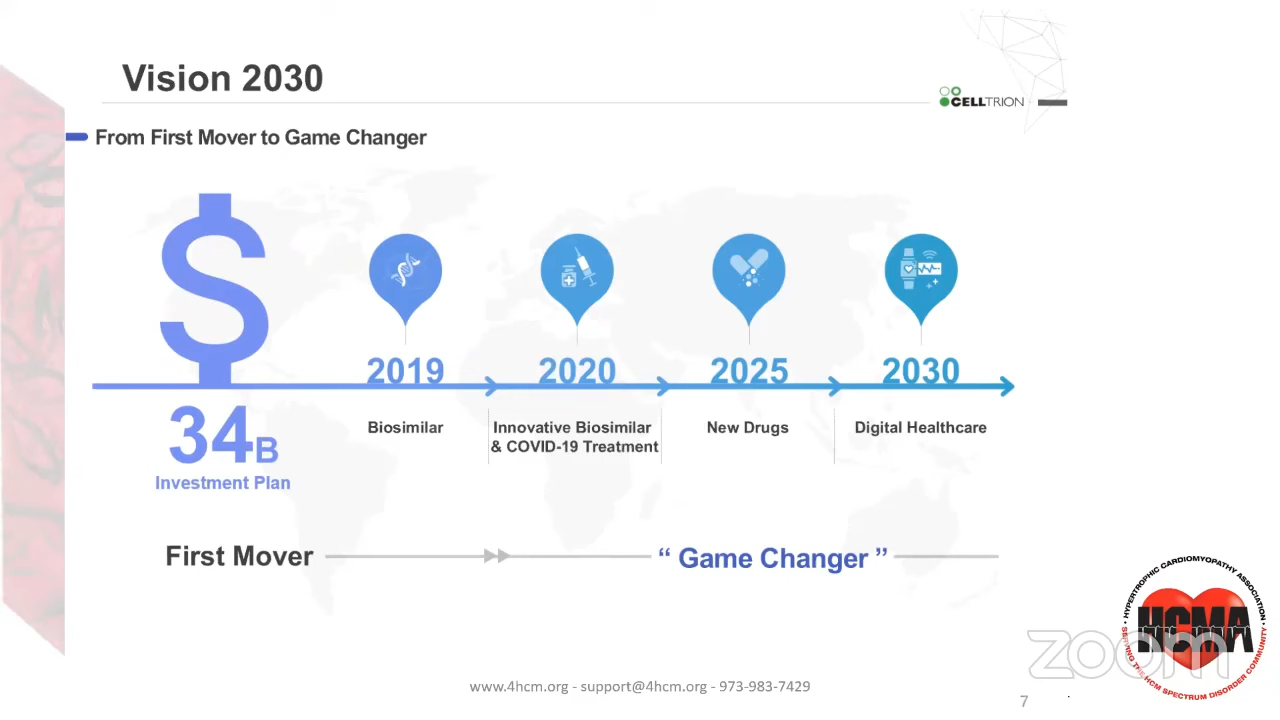 Vision 2030
CELLTRION
From First Mover to Game Changer
$
34B
Investment Plan
2019
2020
2025
2030
Biosimilar
Innovative Biosimilar
& COVID-19 Treatment
New Drugs
Digital Healthcare
First Mover
“ Game Changer ”
• HYPERTROPHIC CARDIOMYOPATHY ASSOCIATION •
HCMA
SERVING THE HCM SPECTRUM DISORDER COMMUNITY
zoom
www.4hcm.org - support@4hcm.org - 973-983-7429
7